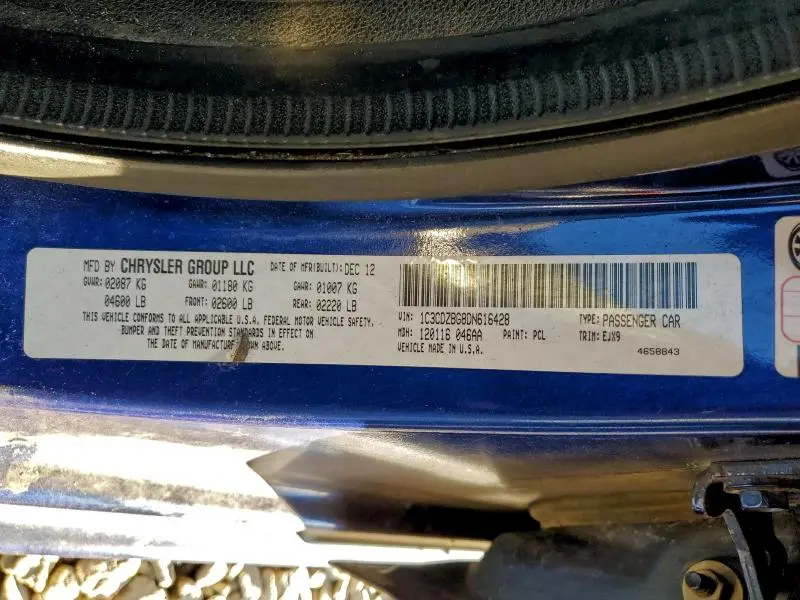 MFD BY CHRYSLER GROUP LLC DATE OF MFR(BUILT): DEC 12
GVWR: 02087 KG GAWR: 01180 KG GAWR: 01007 KG
04600 LB FRONT: 02600 LB REAR: 02220 LB
THIS VEHICLE CONFORMS TO ALL APPLICABLE U.S.A. FEDERAL MOTOR VEHICLE SAFETY,
BUMPER AND THEFT PREVENTION STANDARDS IN EFFECT ON
THE DATE OF MANUFACTURE SHOWN ABOVE.
VIN: 1C3CDZBG8DN616428 TYPE: PASSENGER CAR
MDH: 120116 046AA PAINT: PCL TRIM: EJX9
VEHICLE MADE IN U.S.A. 4658843